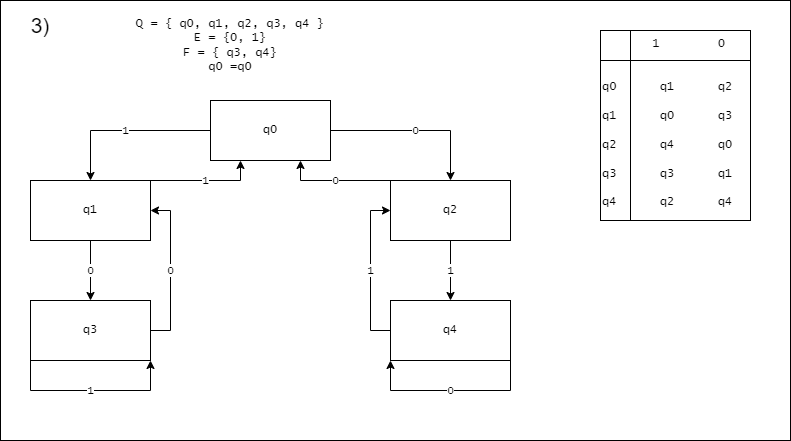 3)
Q = { q0, q1, q2, q3, q4 }
E = {0, 1}
F = { q3, q4}
q0 =q0
q0
1
0
1
0
q1
q2
0
0
1
1
q3
q4
1
0
1 0
q0 q1 q2
q1 q0 q3
q2 q4 q0
q3 q3 q1
q4 q2 q4